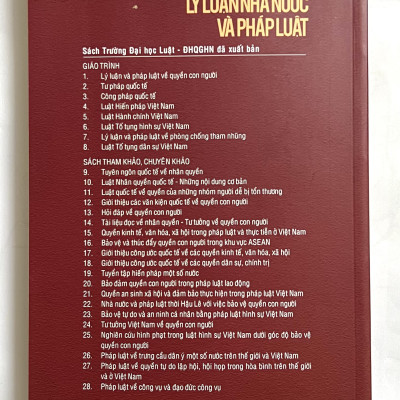 LÝ LUẬN NHÀ NƯỚC
VÀ PHÁP LUẬT
Sách Trường Đại học Luật - ĐHQGHN đã xuất bản
GIÁO TRÌNH
1. Lý luận và pháp luật về quyền con người
2. Tư pháp quốc tế
3. Công pháp quốc tế
4. Luật Hiến pháp Việt Nam
5. Luật Hành chính Việt Nam
6. Luật Tố tụng hình sự Việt Nam
7. Lý luận và pháp luật về phòng chống tham nhũng
8. Luật Tố tụng dân sự Việt Nam
SÁCH THAM KHẢO, CHUYÊN KHẢO
9. Tuyên ngôn quốc tế về nhân quyền
10. Luật Nhân quyền quốc tế - Những nội dung cơ bản
11. Luật quốc tế về quyền của những nhóm người dễ bị tổn thương
12. Giới thiệu các văn kiện quốc tế về quyền con người
13. Hỏi đáp về quyền con người
14. Tài liệu đọc về nhân quyền - Tư tưởng về quyền con người
15. Quyền kinh tế, văn hóa, xã hội trong pháp luật và thực tiễn ở Việt Nam
16. Bảo vệ và thúc đẩy quyền con người trong khu vực ASEAN
17. Giới thiệu công ước quốc tế về các quyền kinh tế, văn hóa, xã hội
18. Giới thiệu công ước quốc tế về các quyền dân sự, chính trị
19. Tuyển tập hiến pháp một số nước
20. Bảo đảm quyền con người trong pháp luật lao động
21. Quyền an sinh xã hội và đảm bảo thực hiện trong pháp luật Việt Nam
22. Nhà nước và pháp luật thời Hậu Lê với việc bảo vệ quyền con người
23. Bảo vệ tự do và an ninh cá nhân bằng pháp luật hình sự Việt Nam
24. Tư tưởng Việt Nam về quyền con người
25. Nghiên cứu hình phạt trong luật hình sự Việt Nam dưới góc độ bảo vệ
quyền con người
26. Pháp luật về trưng cầu dân ý một số nước trên thế giới và Việt Nam
27. Pháp luật về quyền tự do lập hội, hội họp trong hòa bình trên thế giới
và ở Việt Nam
28. Pháp luật về công vụ và đạo đức công vụ